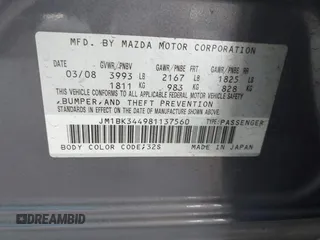 MFD. BY MAZDA MOTOR CORPORATION
GVWR/PNBV GAWR/PNBE FR/AV GAWR/PNBE RR/AR
03/08 3993 LB 2167 LB 1825 LB
1811 KG 983 KG 828 KG
THIS VEHICLE CONFORMS TO ALL APPLICABLE FEDERAL MOTOR VEHICLE SAFETY
,BUMPER,AND THEFT PREVENTION
STANDARDS IN EFFECT ON THE DATE OF MANUFACTURE SHOWN ABOVE.
JM1BK344981137560 TYPE:PASSENGER
BODY COLOR CODE:32S MADE IN JAPAN
DREAMBID